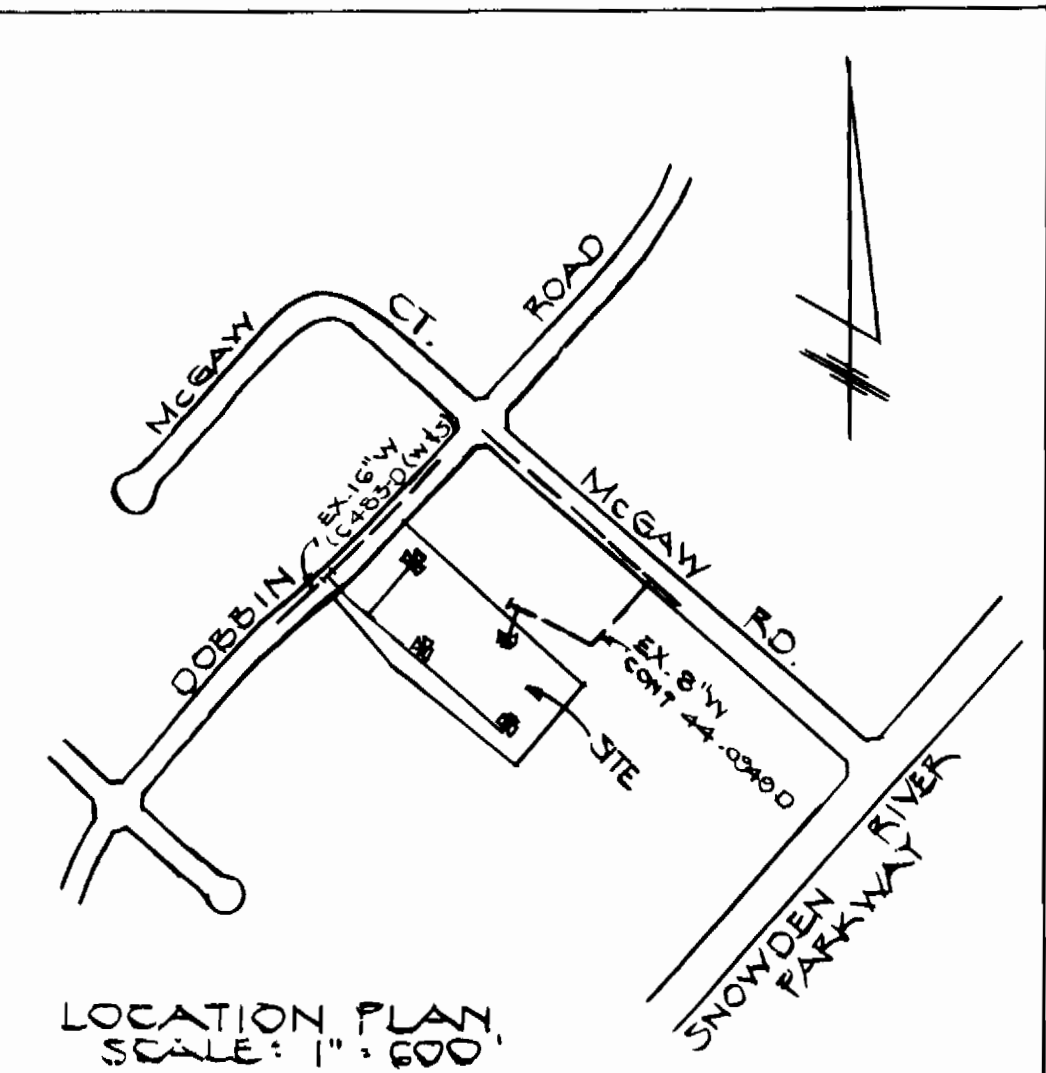 McGAW
CT.
ROAD
EX. 16"W
(C483-D(W&S)
DOBBIN
McGAW
RD.
EX. 8"W
CONT 44-0940D
SITE
SNOWDEN RIVER
PARKWAY
LOCATION PLAN
SCALE: 1" = 600'